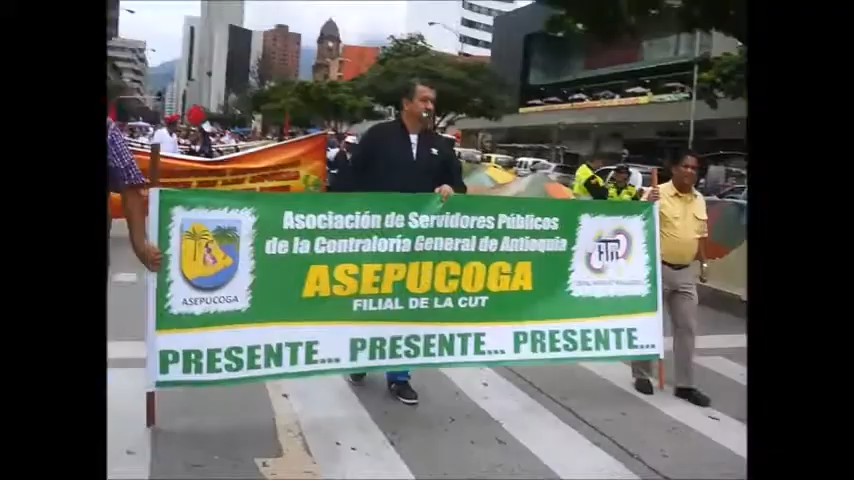 Asociación de Servidores Públicos
de la Contraloría General de Antioquia
ASEPUCOGA
FILIAL DE LA CUT
ASEPUCOGA
PRESENTE... PRESENTE... PRESENTE...